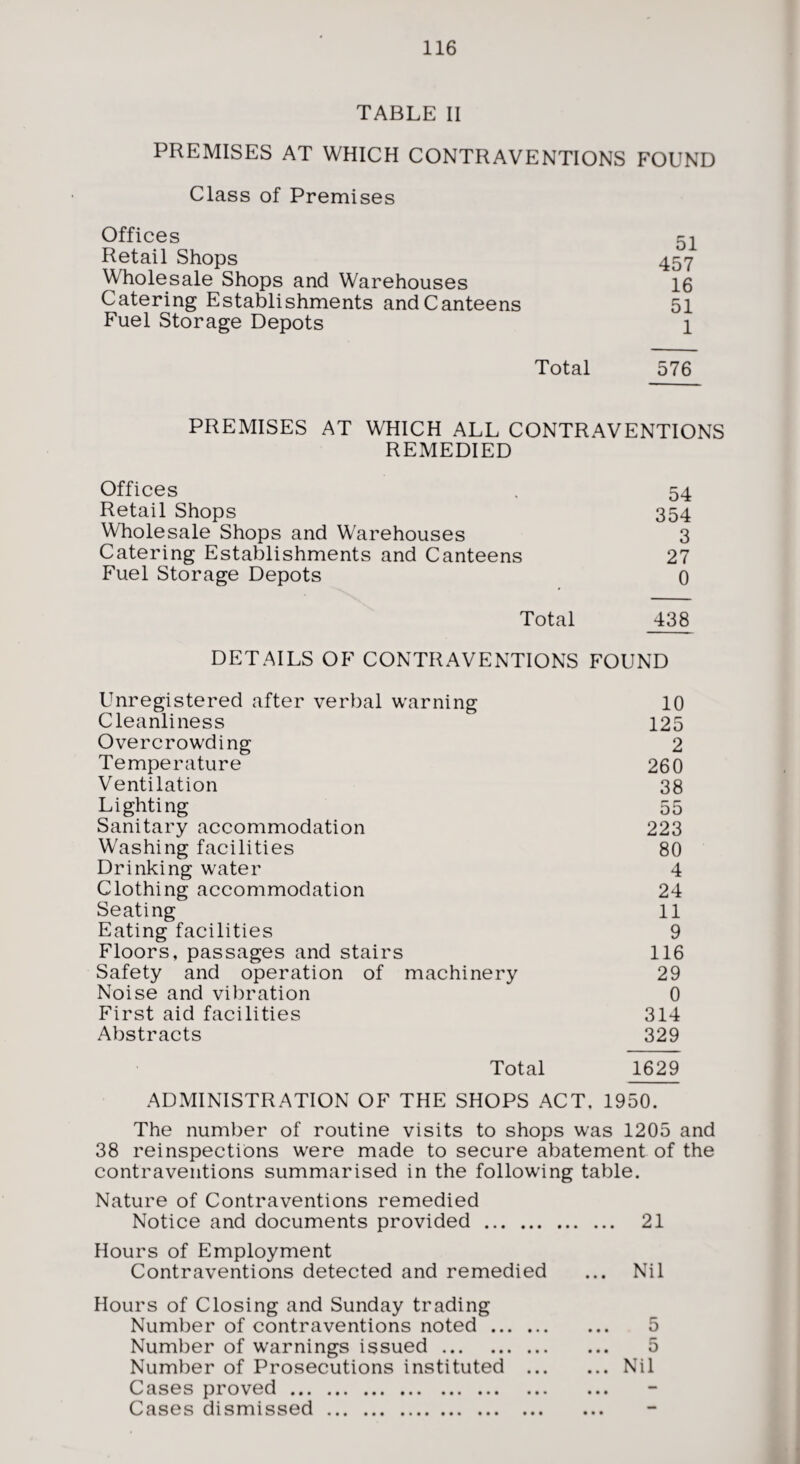 116
TABLE II
PREMISES AT WHICH CONTRAVENTIONS FOUND
Class of Premises
Offices 51
Retail Shops 457
Wholesale Shops and Warehouses 16
Catering Establishments and Canteens 51
Fuel Storage Depots 1
Total 576
PREMISES AT WHICH ALL CONTRAVENTIONS
REMEDIED
Offices 54
Retail Shops 354
Wholesale Shops and Warehouses 3
Catering Establishments and Canteens 27
Fuel Storage Depots 0
Total 438
DETAILS OF CONTRAVENTIONS FOUND
Unregistered after verbal warning 10
Cleanliness 125
Overcrowding 2
Temperature 260
Ventilation 38
Lighting 55
Sanitary accommodation 223
Washing facilities 80
Drinking water 4
Clothing accommodation 24
Seating 11
Eating facilities 9
Floors, passages and stairs 116
Safety and operation of machinery 29
Noise and vibration 0
First aid facilities 314
Abstracts 329
Total 1629
ADMINISTRATION OF THE SHOPS ACT, 1950.
The number of routine visits to shops was 1205 and
38 reinspections were made to secure abatement of the
contraventions summarised in the following table.
Nature of Contraventions remedied
Notice and documents provided ... ... ... ... 21
Hours of Employment
Contraventions detected and remedied ... Nil
Hours of Closing and Sunday trading
Number of contraventions noted ... ... ... 5
Number of warnings issued ... ... ... ... 5
Number of Prosecutions instituted ... ... Nil
Cases proved ... ... ... ... ... ... ... ... -
Cases dismissed ... ... ... ... ... ... ... -